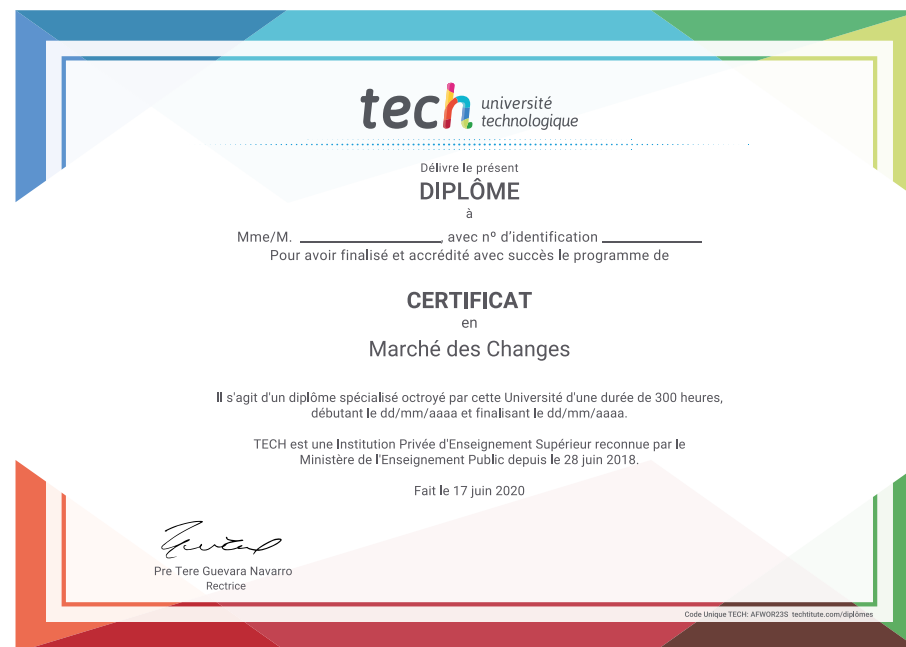 tech université
technologique
Délivre le présent
DIPLÔME
à
Mme/M. ____________________, avec nº d'identification ______________
Pour avoir finalisé et accrédité avec succès le programme de
CERTIFICAT
en
Marché des Changes
Il s'agit d'un diplôme spécialisé octroyé par cette Université d'une durée de 300 heures,
débutant le dd/mm/aaaa et finalisant le dd/mm/aaaa.
TECH est une Institution Privée d'Enseignement Supérieur reconnue par le
Ministère de l'Enseignement Public depuis le 28 juin 2018.
Fait le 17 juin 2020
Pre Tere Guevara Navarro
Rectrice
Code Unique TECH: AFWOR23S techtitute.com/diplômes